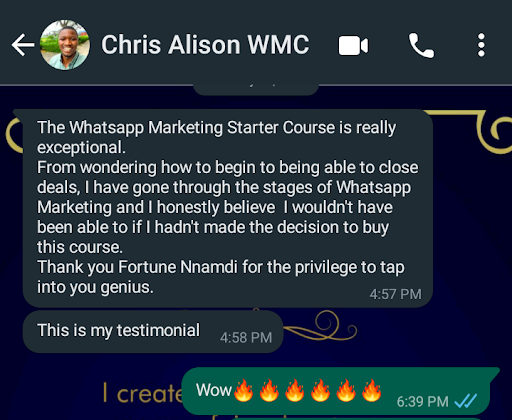 Chris Alison WMC
The Whatsapp Marketing Starter Course is really
exceptional.
From wondering how to begin to being able to close
deals, I have gone through the stages of Whatsapp
Marketing and I honestly believe I wouldn't have
been able to if I hadn't made the decision to buy
this course.
Thank you Fortune Nnamdi for the privilege to tap
into you genius.
4:57 PM
This is my testimonial 4:58 PM
I create
Wow🔥🔥🔥🔥🔥🔥 6:39 PM